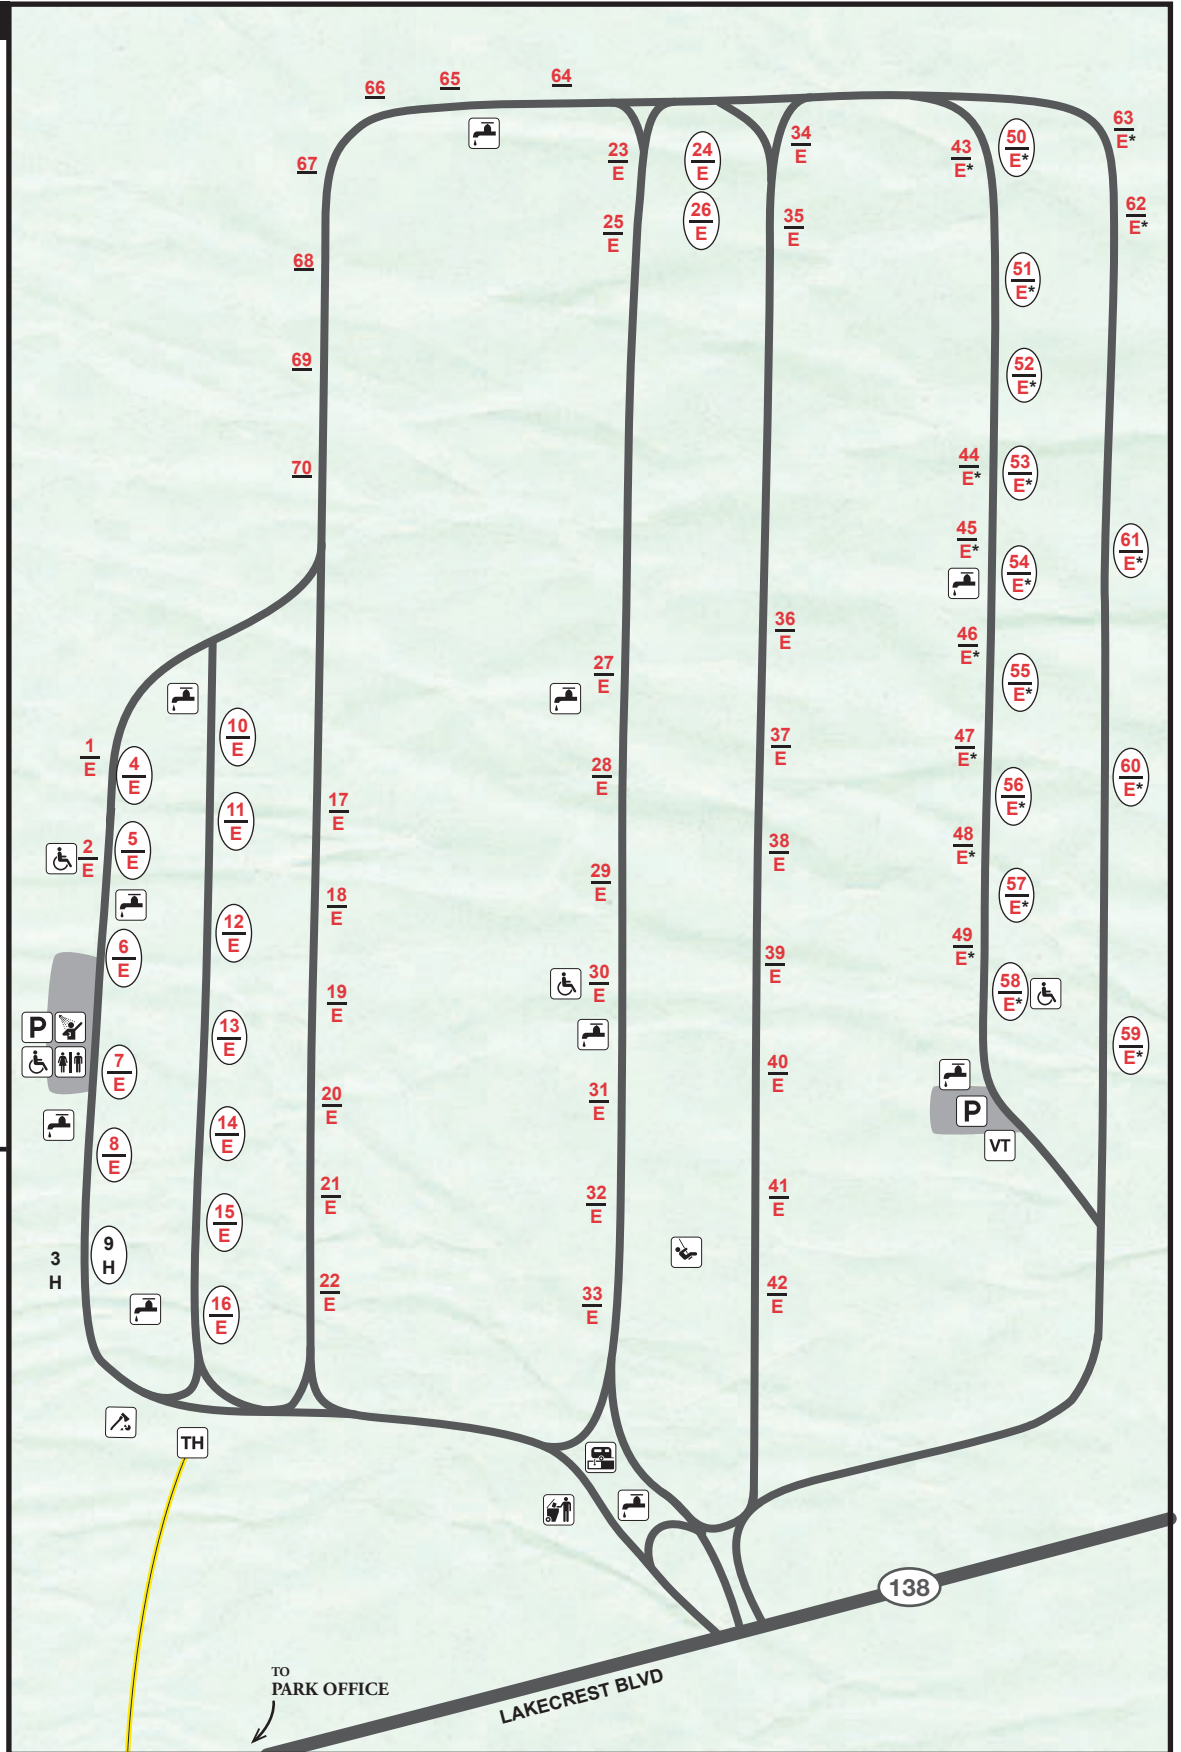 66
65
64
67
68
69
70
23
E
24
E
25
E
26
E
34
E
35
E
43
E*
50
E*
63
E*
62
E*
51
E*
52
E*
44
E*
53
E*
45
E*
54
E*
61
E*
46
E*
55
E*
36
E
27
E
28
E
37
E
47
E*
56
E*
60
E*
1
E
4
E
10
E
2
E
5
E
11
E
17
E
38
E
48
E*
57
E*
29
E
18
E
12
E
6
E
49
E*
58
E*
39
E
30
E
19
E
13
E
P
7
E
59
E*
40
E
31
E
20
E
14
E
8
E
P
VT
21
E
15
E
32
E
41
E
3
H
9
H
16
E
22
E
33
E
42
E
TH
138
LAKECREST BLVD
TO
PARK OFFICE